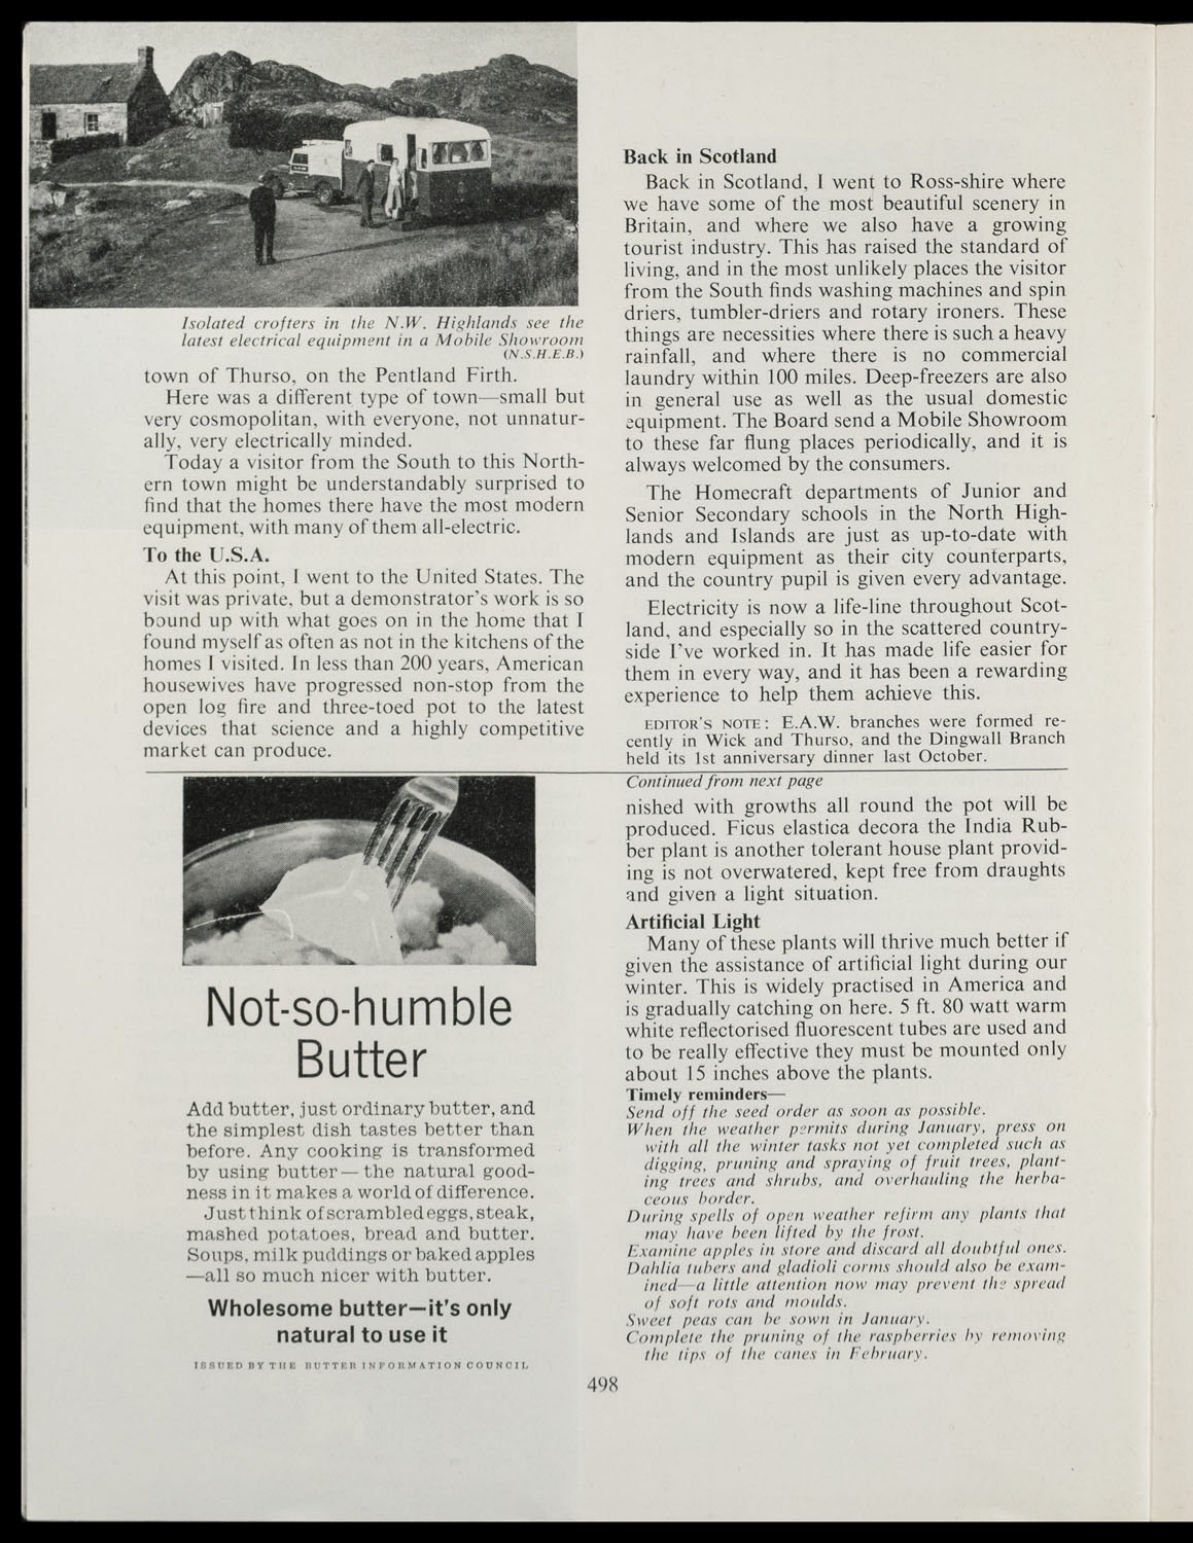 Isolated crofters in the N.W. Highlands see the
latest electrical equipment in a Mobile Showroom
(N.S.H.E.B.)
town of Thurso, on the Pentland Firth.
Here was a different type of town—small but
very cosmopolitan, with everyone, not unnatur-
ally, very electrically minded.
Today a visitor from the South to this North-
ern town might be understandably surprised to
find that the homes there have the most modern
equipment, with many of them all-electric.
To the U.S.A.
At this point, I went to the United States. The
visit was private, but a demonstrator's work is so
bound up with what goes on in the home that I
found myself as often as not in the kitchens of the
homes I visited. In less than 200 years, American
housewives have progressed non-stop from the
open log fire and three-toed pot to the latest
devices that science and a highly competitive
market can produce.
Back in Scotland
Back in Scotland, I went to Ross-shire where
we have some of the most beautiful scenery in
Britain, and where we also have a growing
tourist industry. This has raised the standard of
living, and in the most unlikely places the visitor
from the South finds washing machines and spin
driers, tumbler-driers and rotary ironers. These
things are necessities where there is such a heavy
rainfall, and where there is no commercial
laundry within 100 miles. Deep-freezers are also
in general use as well as the usual domestic
equipment. The Board send a Mobile Showroom
to these far flung places periodically, and it is
always welcomed by the consumers.
The Homecraft departments of Junior and
Senior Secondary schools in the North High-
lands and Islands are just as up-to-date with
modern equipment as their city counterparts,
and the country pupil is given every advantage.
Electricity is now a life-line throughout Scot-
land, and especially so in the scattered country-
side I've worked in. It has made life easier for
them in every way, and it has been a rewarding
experience to help them achieve this.
EDITOR'S NOTE: E.A.W. branches were formed re-
cently in Wick and Thurso, and the Dingwall Branch
held its 1st anniversary dinner last October.
Not-so-humble
Butter
Add butter, just ordinary butter, and
the simplest dish tastes better than
before. Any cooking is transformed
by using butter—the natural good-
ness in it makes a world of difference.
Just think of scrambled eggs, steak,
mashed potatoes, bread and butter.
Soups, milk puddings or baked apples
—all so much nicer with butter.
Wholesome butter—it's only
natural to use it
ISSUED BY THE BUTTER INFORMATION COUNCIL
Continued from next page
nished with growths all round the pot will be
produced. Ficus elastica decora the India Rub-
ber plant is another tolerant house plant provid-
ing is not overwatered, kept free from draughts
and given a light situation.
Artificial Light
Many of these plants will thrive much better if
given the assistance of artificial light during our
winter. This is widely practised in America and
is gradually catching on here. 5 ft. 80 watt warm
white reflectorised fluorescent tubes are used and
to be really effective they must be mounted only
about 15 inches above the plants.
Timely reminders—
Send off the seed order as soon as possible.
When the weather permits during January, press on
with all the winter tasks not yet completed such as
digging, pruning and spraying of fruit trees, plant-
ing trees and shrubs, and overhauling the herba-
ceous border.
During spells of open weather refirm any plants that
may have been lifted by the frost.
Examine apples in store and discard all doubtful ones.
Dahlia tubers and gladioli corms should also be exam-
ined—a little attention now may prevent the spread
of soft rots and moulds.
Sweet peas can be sown in January.
Complete the pruning of the raspberries by removing
the tips of the canes in February.
498